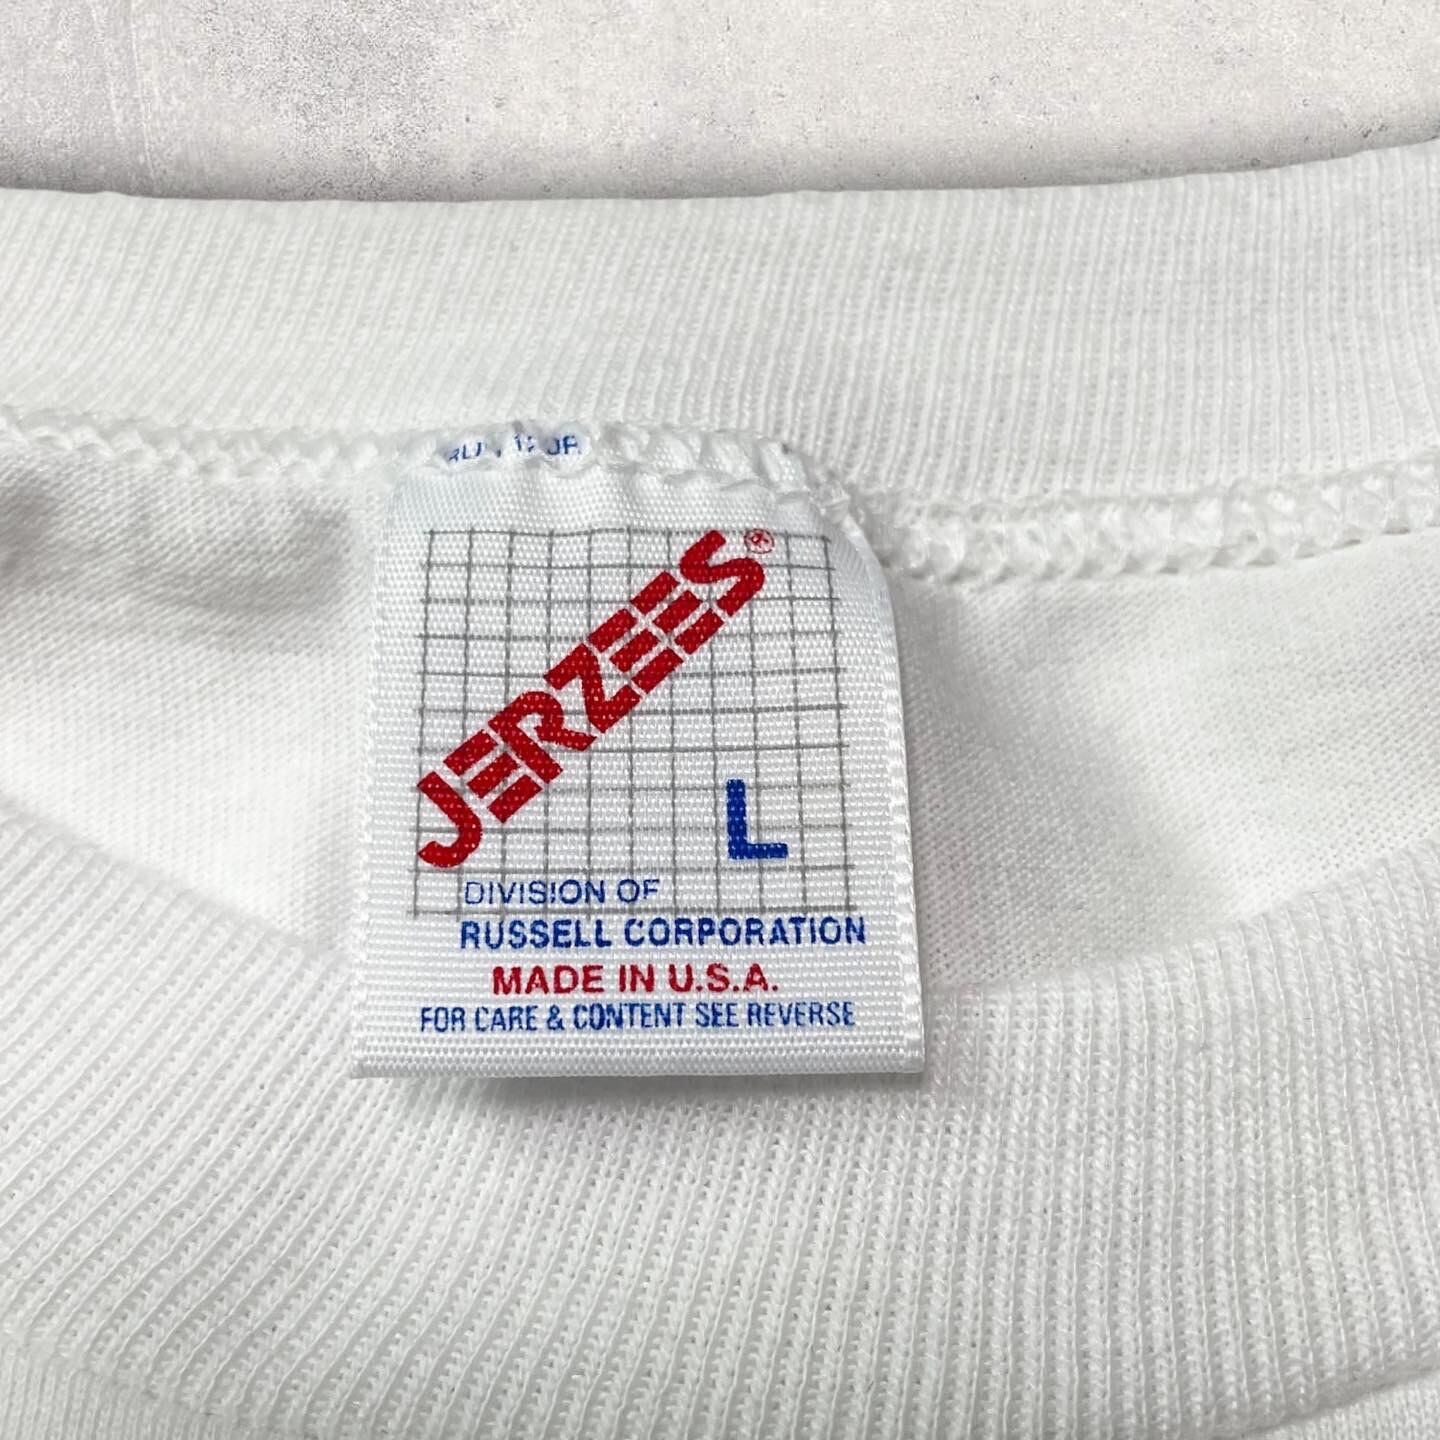 JERZEES®
L
DIVISION OF
RUSSELL CORPORATION
MADE IN U.S.A.
FOR CARE & CONTENT SEE REVERSE